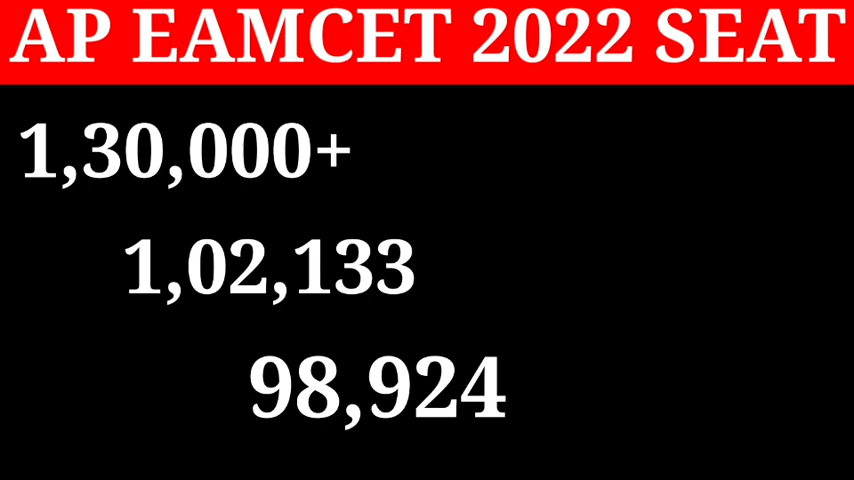 AP EAMCET 2022 SEAT
1,30,000+
1,02,133
98,924